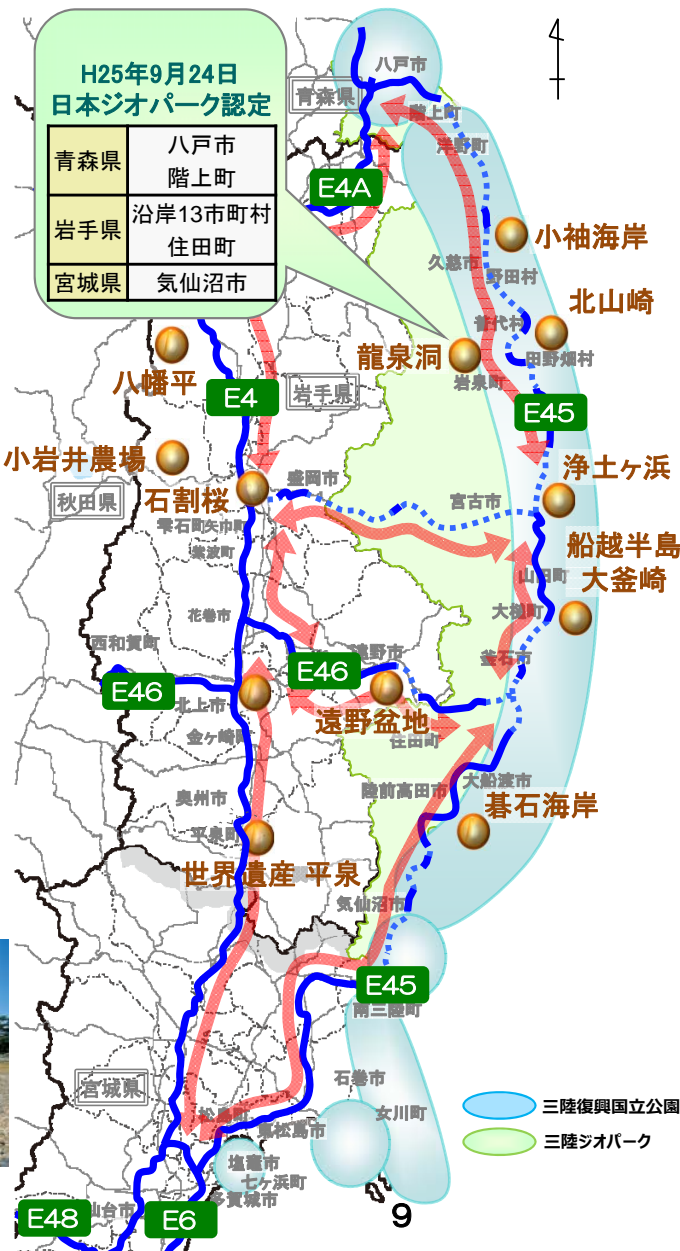 H25年9月24日
日本ジオパーク認定
青森県
八戸市
階上町
岩手県
沿岸13市町村
住田町
宮城県
気仙沼市
八戸市
青森県
階上町
洋野町
E4A
小袖海岸
久慈市
野田村
北山崎
普代村
龍泉洞
田野畑村
岩泉町
八幡平
E4
岩手県
E45
小岩井農場
浄土ヶ浜
盛岡市
石割桜
宮古市
秋田県
雫石町
矢巾町
船越半島
紫波町
山田町
大釜崎
花巻市
大槌町
西和賀町
遠野市
釜石市
E46
E46
北上市
遠野盆地
金ヶ崎町
住田町
大船渡市
奥州市
陸前高田市
碁石海岸
平泉町
世界遺産 平泉
気仙沼市
E45
南三陸町
宮城県
石巻市
三陸復興国立公園
松島町
女川町
東松島市
三陸ジオパーク
塩竈市
七ヶ浜町
多賀城市
仙台市
E48
E6
9